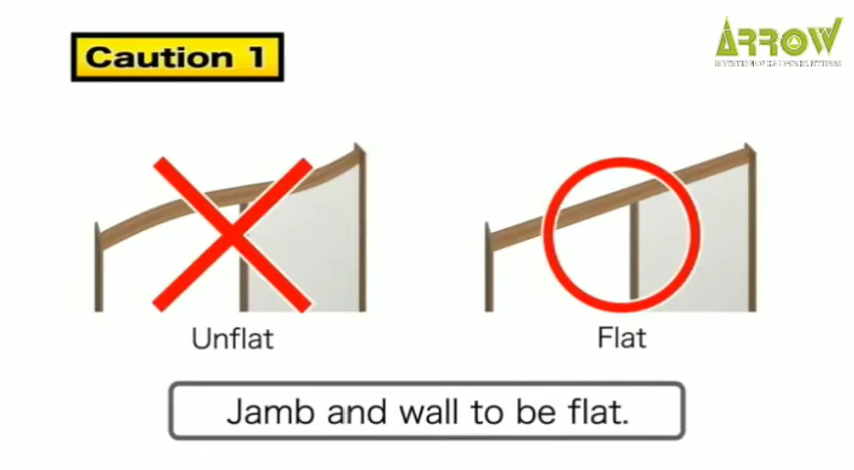 Caution 1
ARROW
Unflat
Flat
Jamb and wall to be flat.